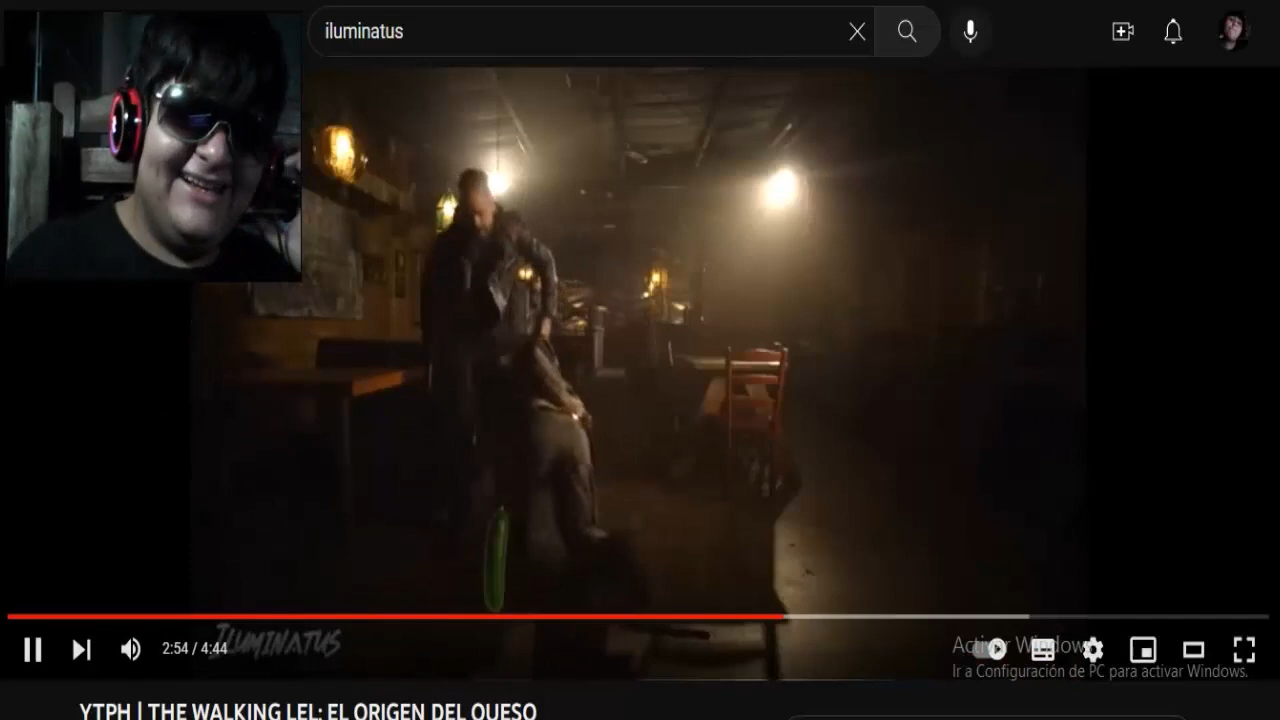 iluminatus
2:54 / 4:44
ILUMINATUS
Activar Windows
Ir a Configuración de PC para activar Windows.
YTPH | THE WALKING LEL: EL ORIGEN DEL QUESO